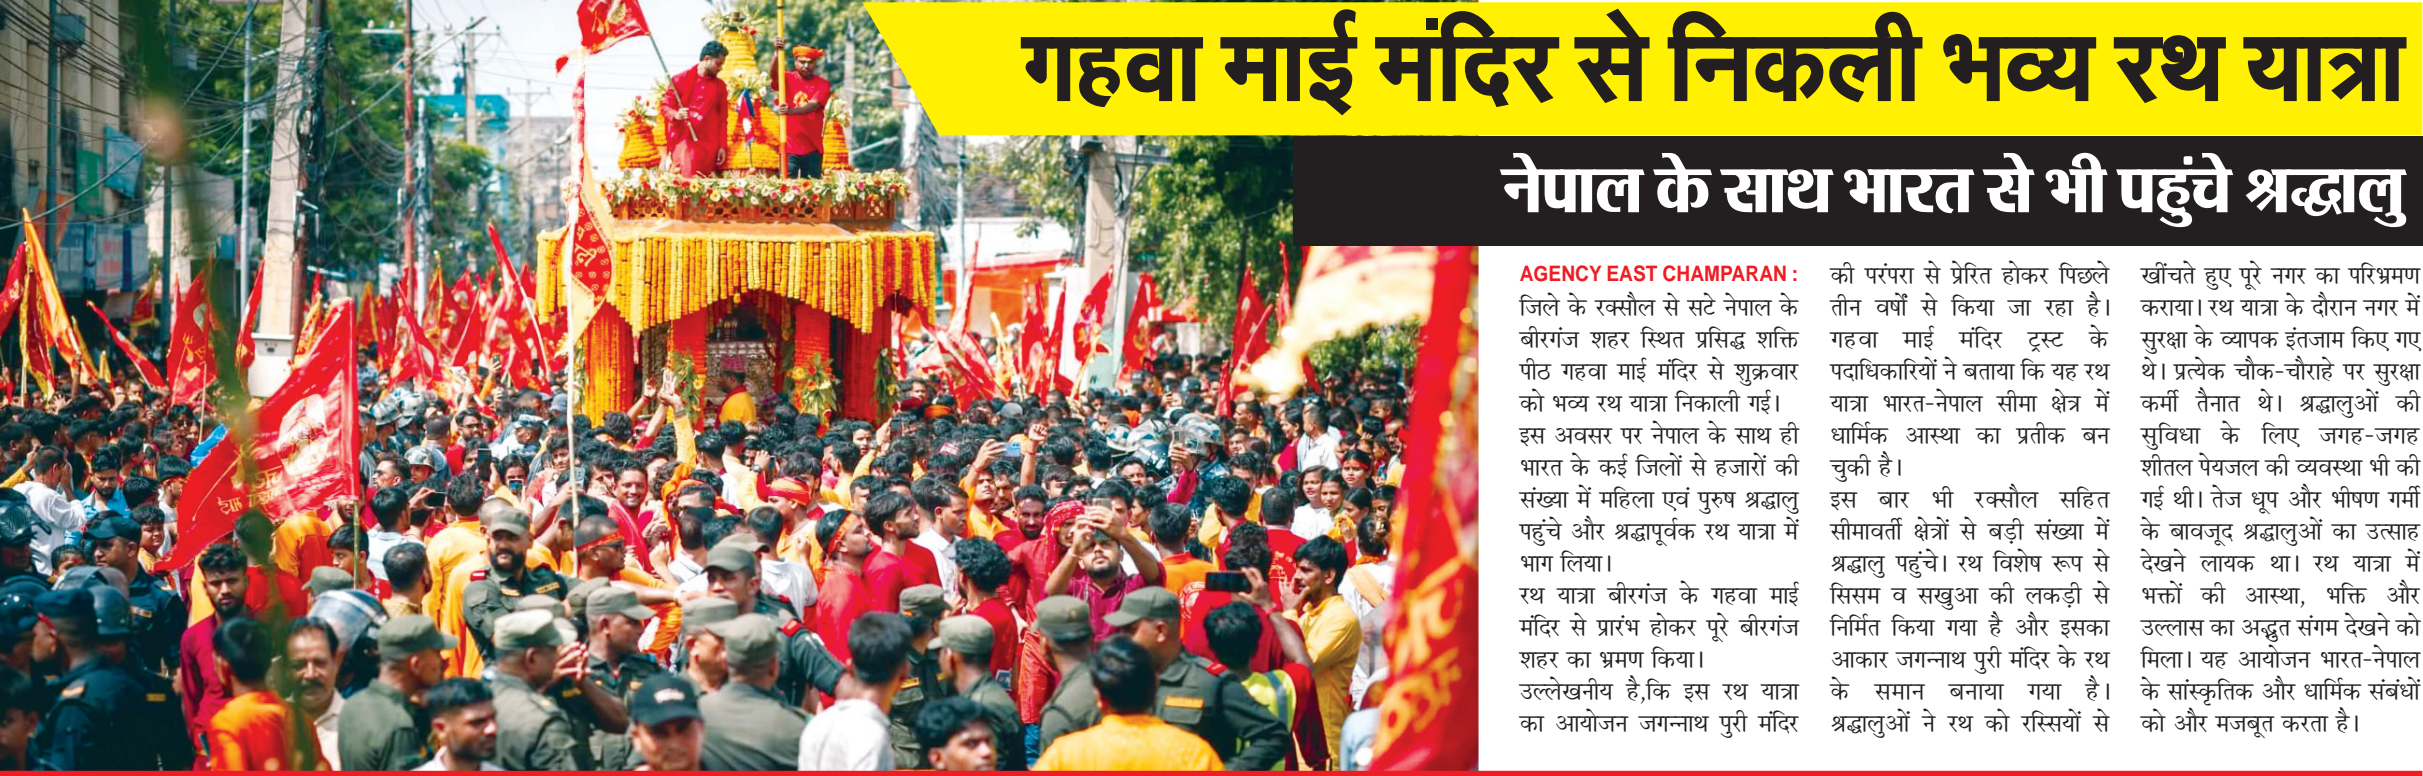 गहवा माई मंदिर से निकली भव्य रथ यात्रा
नेपाल के साथ भारत से भी पहुंचे श्रद्धालु
AGENCY EAST CHAMPARAN :
जिले के रक्सौल से सटे नेपाल के
बीरगंज शहर स्थित प्रसिद्ध शक्ति
पीठ गहवा माई मंदिर से शुक्रवार
को भव्य रथ यात्रा निकाली गई।
इस अवसर पर नेपाल के साथ ही
भारत के कई जिलों से हजारों की
संख्या में महिला एवं पुरुष श्रद्धालु
पहुंचे और श्रद्धापूर्वक रथ यात्रा में
भाग लिया।
रथ यात्रा बीरगंज के गहवा माई
मंदिर से प्रारंभ होकर पूरे बीरगंज
शहर का भ्रमण किया।
उल्लेखनीय है,कि इस रथ यात्रा
का आयोजन जगन्नाथ पुरी मंदिर
की परंपरा से प्रेरित होकर पिछले
तीन वर्षों से किया जा रहा है।
गहवा माई मंदिर ट्रस्ट के
पदाधिकारियों ने बताया कि यह रथ
यात्रा भारत-नेपाल सीमा क्षेत्र में
धार्मिक आस्था का प्रतीक बन
चुकी है।
इस बार भी रक्सौल सहित
सीमावर्ती क्षेत्रों से बड़ी संख्या में
श्रद्धालु पहुंचे। रथ विशेष रूप से
सिसम व सखुआ की लकड़ी से
निर्मित किया गया है और इसका
आकार जगन्नाथ पुरी मंदिर के रथ
के समान बनाया गया है।
श्रद्धालुओं ने रथ को रस्सियों से
खींचते हुए पूरे नगर का परिभ्रमण
कराया। रथ यात्रा के दौरान नगर में
सुरक्षा के व्यापक इंतजाम किए गए
थे। प्रत्येक चौक-चौराहे पर सुरक्षा
कर्मी तैनात थे। श्रद्धालुओं की
सुविधा के लिए जगह-जगह
शीतल पेयजल की व्यवस्था भी की
गई थी। तेज धूप और भीषण गर्मी
के बावजूद श्रद्धालुओं का उत्साह
देखने लायक था। रथ यात्रा में
भक्तों की आस्था, भक्ति और
उल्लास का अद्भुत संगम देखने को
मिला। यह आयोजन भारत-नेपाल
के सांस्कृतिक और धार्मिक संबंधों
को और मजबूत करता है।